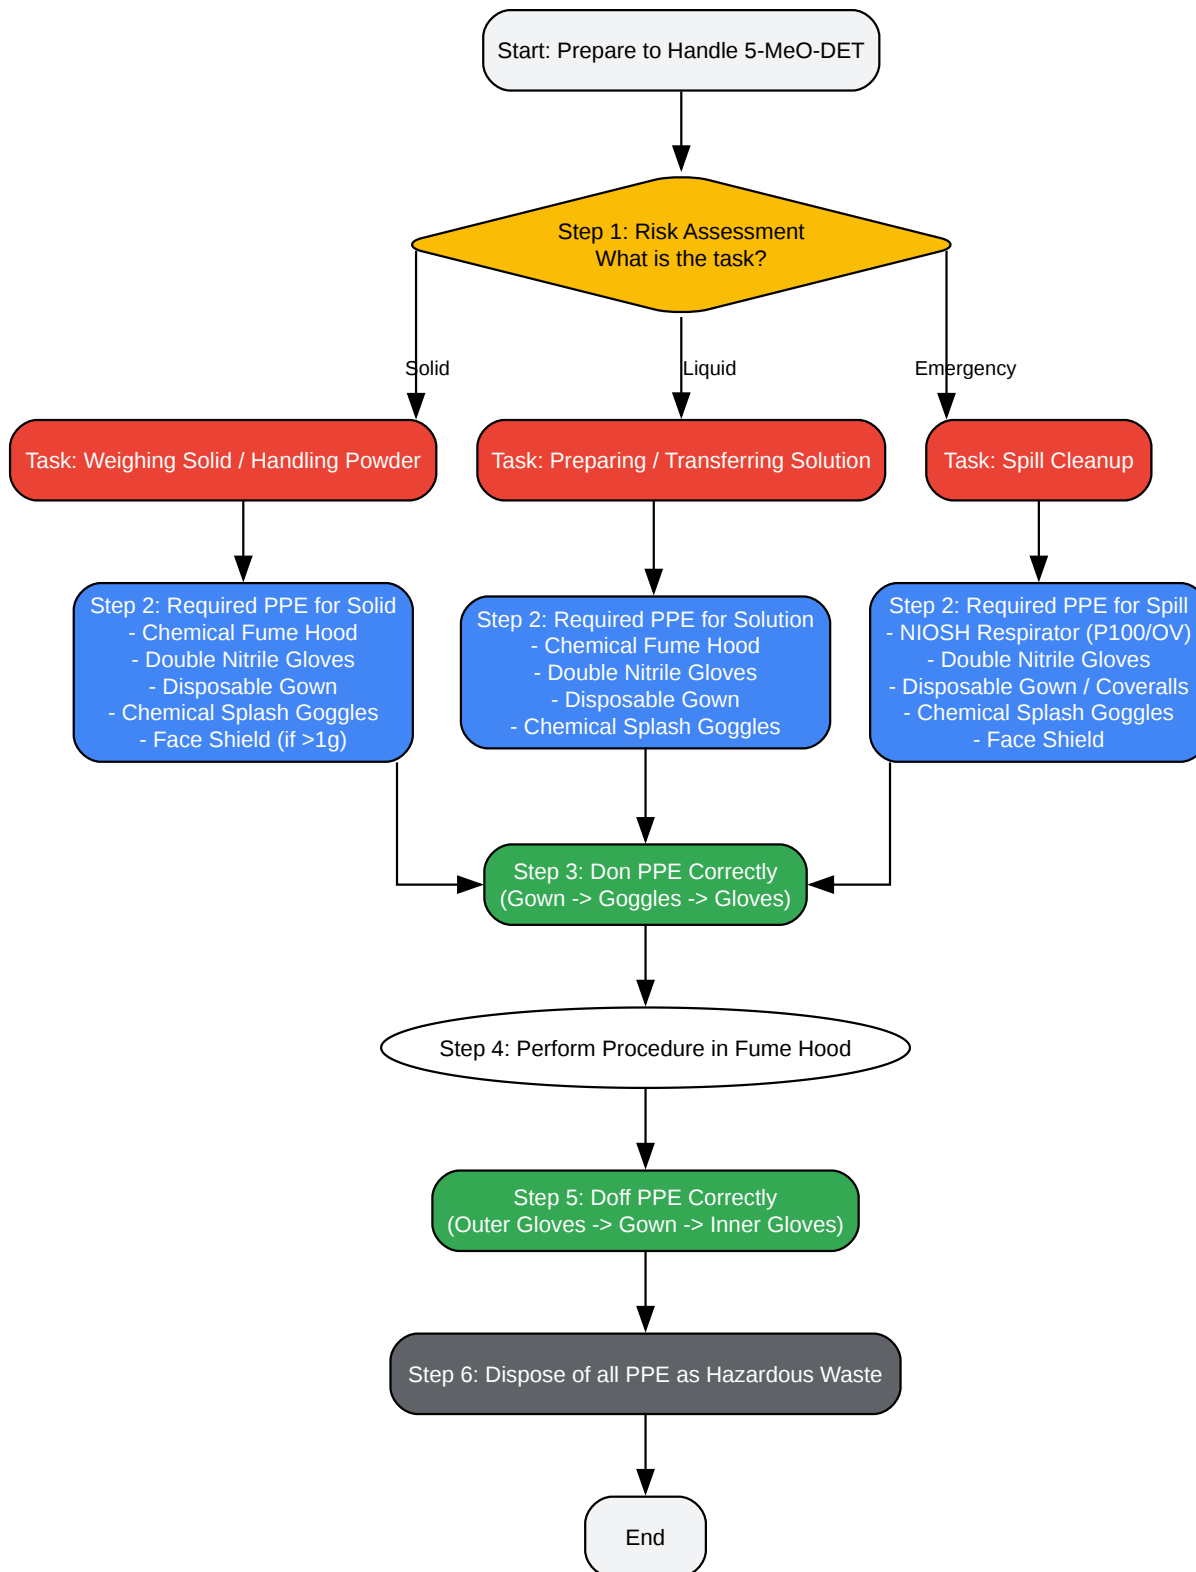 Start: Prepare to Handle 5-MeO-DET
Step 1: Risk Assessment
What is the task?
Solid
Liquid
Emergency
Task: Weighing Solid / Handling Powder
Task: Preparing / Transferring Solution
Task: Spill Cleanup
Step 2: Required PPE for Solid
- Chemical Fume Hood
- Double Nitrile Gloves
- Disposable Gown
- Chemical Splash Goggles
- Face Shield (if >1g)
Step 2: Required PPE for Solution
- Chemical Fume Hood
- Double Nitrile Gloves
- Disposable Gown
- Chemical Splash Goggles
Step 2: Required PPE for Spill
- NIOSH Respirator (P100/OV)
- Double Nitrile Gloves
- Disposable Gown / Coveralls
- Chemical Splash Goggles
- Face Shield
Step 3: Don PPE Correctly
(Gown -> Goggles -> Gloves)
Step 4: Perform Procedure in Fume Hood
Step 5: Doff PPE Correctly
(Outer Gloves -> Gown -> Inner Gloves)
Step 6: Dispose of all PPE as Hazardous Waste
End